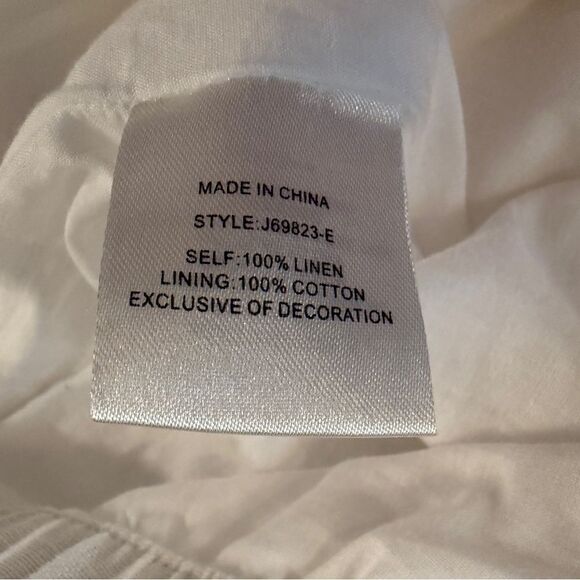 MADE IN CHINA
STYLE:J69823-E
SELF:100% LINEN
LINING:100% COTTON
EXCLUSIVE OF DECORATION